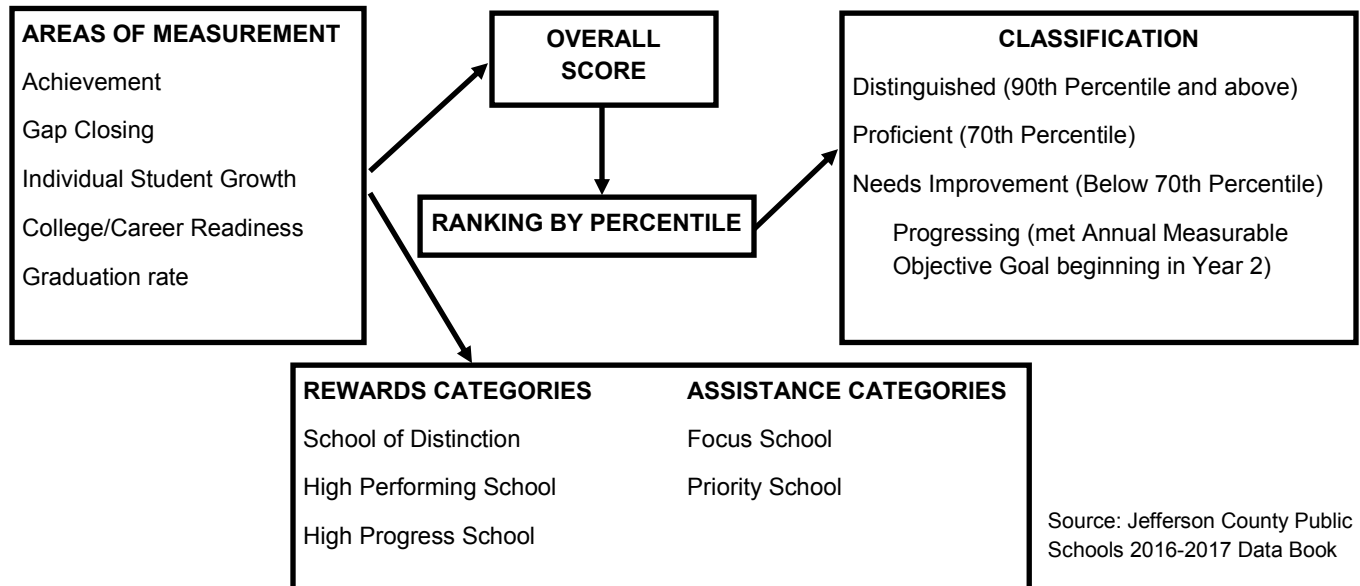 AREAS OF MEASUREMENT
Achievement
Gap Closing
Individual Student Growth
College/Career Readiness
Graduation rate
OVERALL
SCORE
RANKING BY PERCENTILE
CLASSIFICATION
Distinguished (90th Percentile and above)
Proficient (70th Percentile)
Needs Improvement (Below 70th Percentile)
Progressing (met Annual Measurable
Objective Goal beginning in Year 2)
REWARDS CATEGORIES
School of Distinction
High Performing School
High Progress School
ASSISTANCE CATEGORIES
Focus School
Priority School
Source: Jefferson County Public
Schools 2016-2017 Data Book